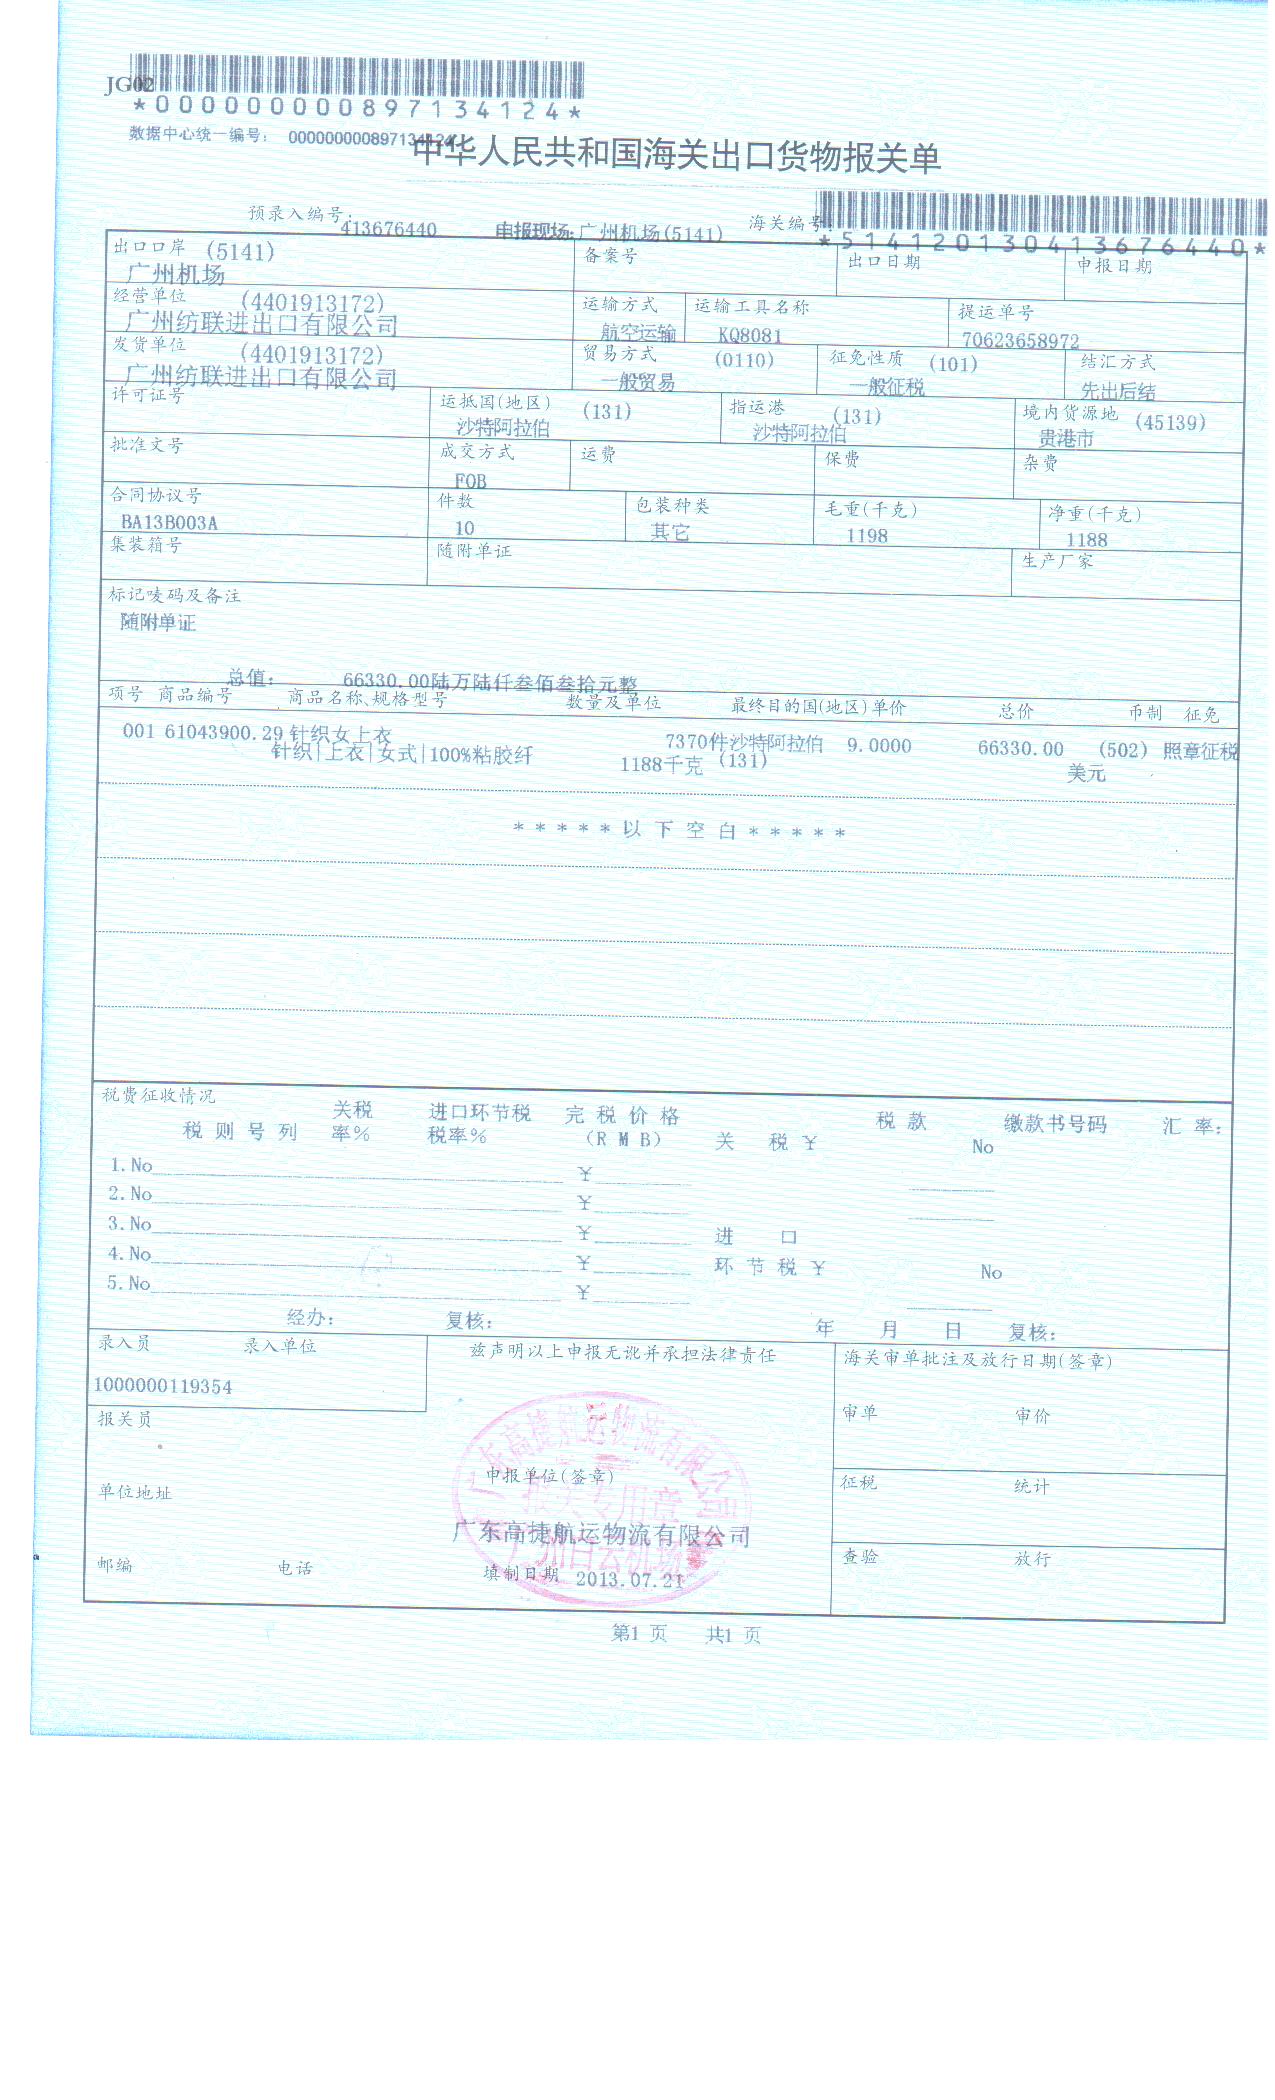 JG02
*000000000897134124*
数据中心统一编号: 000000000897134124
中华人民共和国海关出口货物报关单
预录入编号: 413676440 申报现场:广州机场(5141) 海关编号:
*514120130413676440*
出口口岸 (5141) 备案号 出口日期 申报日期
广州机场
经营单位 (4401913172) 运输方式 运输工具名称 提运单号
广州纺联进出口有限公司 航空运输 KQ8081 70623658972
发货单位 (4401913172) 贸易方式 (0110) 征免性质 (101) 结汇方式
广州纺联进出口有限公司 一般贸易 一般征税 先出后结
许可证号 运抵国(地区) (131) 指运港 (131) 境内货源地 (45139)
沙特阿拉伯 沙特阿拉伯 贵港市
批准文号 成交方式 运费 保费 杂费
FOB
合同协议号 件数 包装种类 毛重(千克) 净重(千克)
BA13B003A 10 其它 1198 1188
集装箱号 随附单证 生产厂家
标记唛码及备注
随附单证
总值: 66330.00陆万陆仟叁佰叁拾元整
项号 商品编号 商品名称、规格型号 数量及单位 最终目的国(地区)单价 总价 币制 征免
001 61043900.29 针织女上衣 7370件沙特阿拉伯 9.0000 66330.00 (502) 照章征税
针织|上衣|女式|100%粘胶纤 1188千克 (131) 美元
*****以下空白*****
税费征收情况
关税 进口环节税 完税价格 税款 缴款书号码 汇率:
税则号列 率% 税率% (RMB) 关 税¥ No
1.No ¥
2.No ¥
3.No ¥ 进 口
4.No ¥ 环节税¥ No
5.No ¥
经办: 复核: 年 月 日 复核:
录入员 录入单位 兹声明以上申报无讹并承担法律责任 海关审单批注及放行日期(签章)
1000000119354
报关员 审单 审价
广东高捷航运物流有限公司
申报单位(签章)
报关专用章
单位地址 征税 统计
广东高捷航运物流有限公司
广州白云机场
邮编 电话 填制日期 2013.07.21 查验 放行
第1 页 共1 页